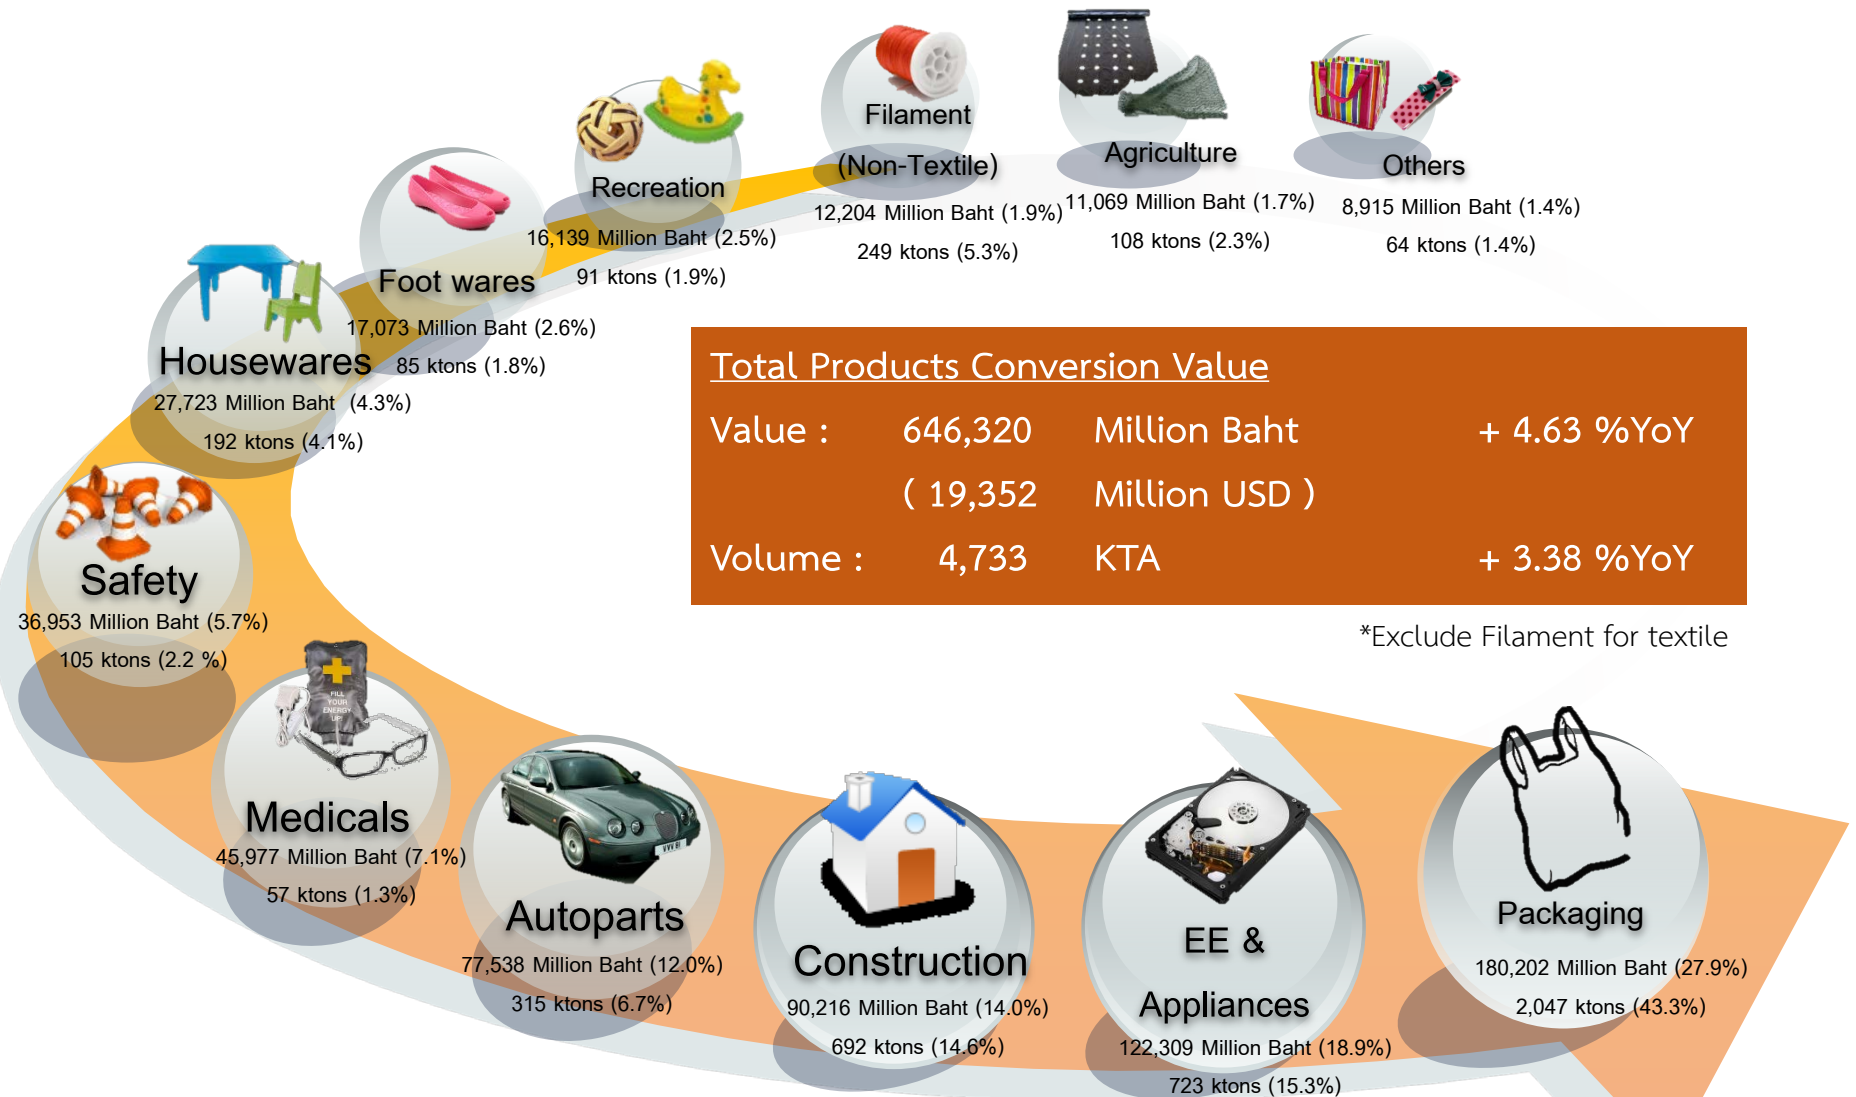 Filament
(Non-Textile)
12,204 Million Baht (1.9%)
249 ktons (5.3%)
Agriculture
11,069 Million Baht (1.7%)
108 ktons (2.3%)
Others
8,915 Million Baht (1.4%)
64 ktons (1.4%)
Recreation
16,139 Million Baht (2.5%)
91 ktons (1.9%)
Foot wares
17,073 Million Baht (2.6%)
85 ktons (1.8%)
Housewares
27,723 Million Baht (4.3%)
192 ktons (4.1%)
Total Products Conversion Value
Value : 646,320 Million Baht + 4.63 %YoY
( 19,352 Million USD )
Volume : 4,733 KTA + 3.38 %YoY
*Exclude Filament for textile
Safety
36,953 Million Baht (5.7%)
105 ktons (2.2 %)
FILL
YOUR
ENERGY
UP!
Medicals
45,977 Million Baht (7.1%)
57 ktons (1.3%)
Autoparts
77,538 Million Baht (12.0%)
315 ktons (6.7%)
Construction
90,216 Million Baht (14.0%)
692 ktons (14.6%)
EE &
Appliances
122,309 Million Baht (18.9%)
723 ktons (15.3%)
Packaging
180,202 Million Baht (27.9%)
2,047 ktons (43.3%)